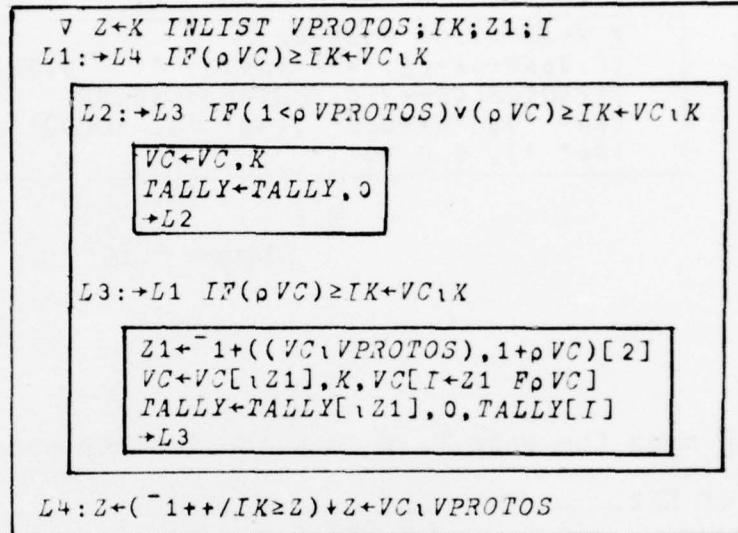 ∇ Z←K INLIST VPROTOS;IK;Z1;I
L1:→L4 IF(ρVC)≥IK←VC⍳K
L2:→L3 IF(1<ρVPROTOS)∨(ρVC)≥IK←VC⍳K
VC←VC,K
TALLY←TALLY,0
→L2
L3:→L1 IF(ρVC)≥IK←VC⍳K
Z1←¯1+((VC⍳VPROTOS),1+ρVC)[2]
VC←VC[⍳Z1],K,VC[I←Z1 FρVC]
TALLY←TALLY[⍳Z1],0,TALLY[I]
→L3
L4:Z←(¯1++/IK≥Z)↓Z←VC⍳VPROTOS